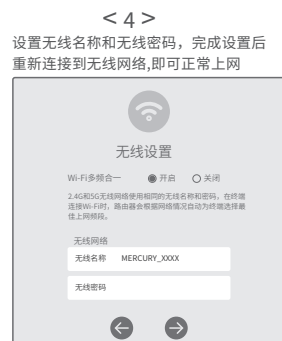 < 4 >
设置无线名称和无线密码，完成设置后
重新连接到无线网络,即可正常上网
无线设置
Wi-Fi多频合一 开启 关闭
2.4G和5G无线网络使用相同的无线名称和密码，在终端
连接Wi-Fi时，路由器会根据网络情况自动为终端选择最
佳上网频段。
无线网络
无线名称 MERCURY_XXXX
无线密码